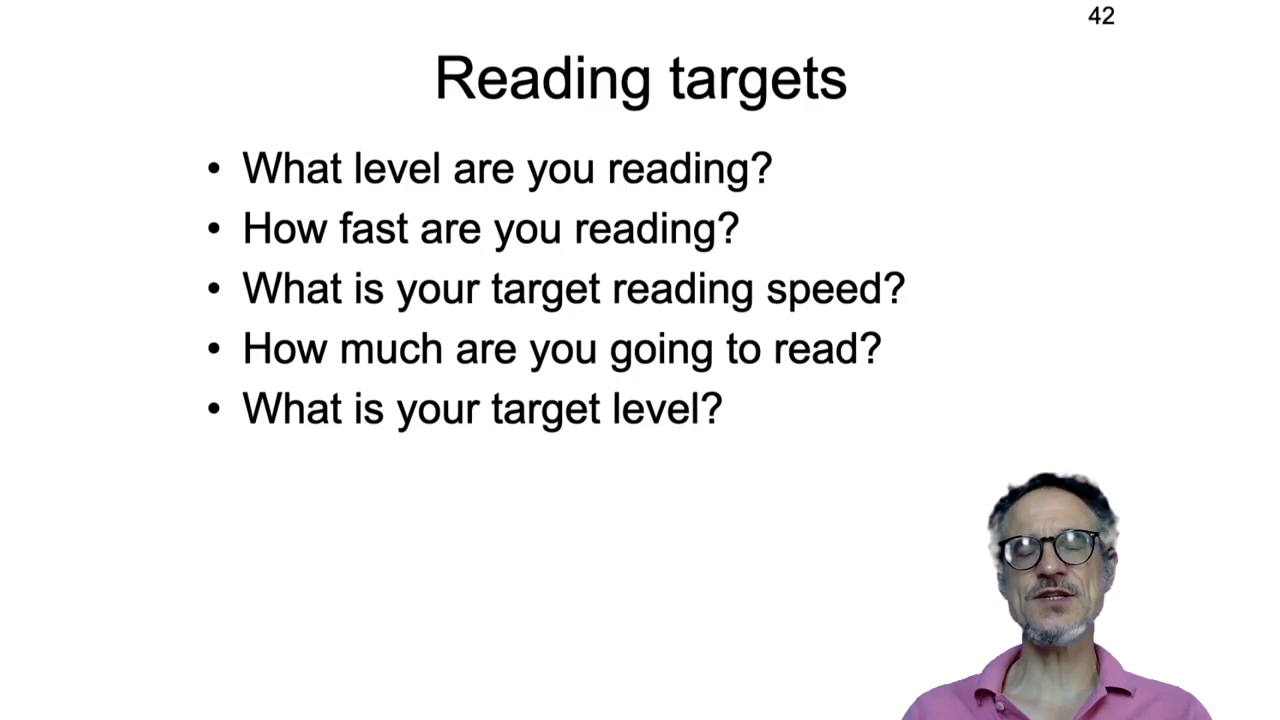 42
Reading targets
• What level are you reading?
• How fast are you reading?
• What is your target reading speed?
• How much are you going to read?
• What is your target level?